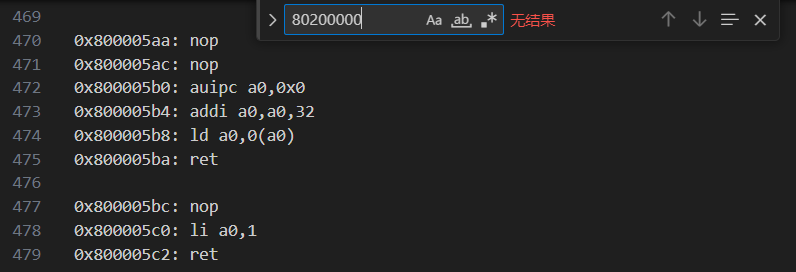 80200000 Aa ab 无结果
469
470 0x800005aa: nop
471 0x800005ac: nop
472 0x800005b0: auipc a0,0x0
473 0x800005b4: addi a0,a0,32
474 0x800005b8: ld a0,0(a0)
475 0x800005ba: ret
476
477 0x800005bc: nop
478 0x800005c0: li a0,1
479 0x800005c2: ret